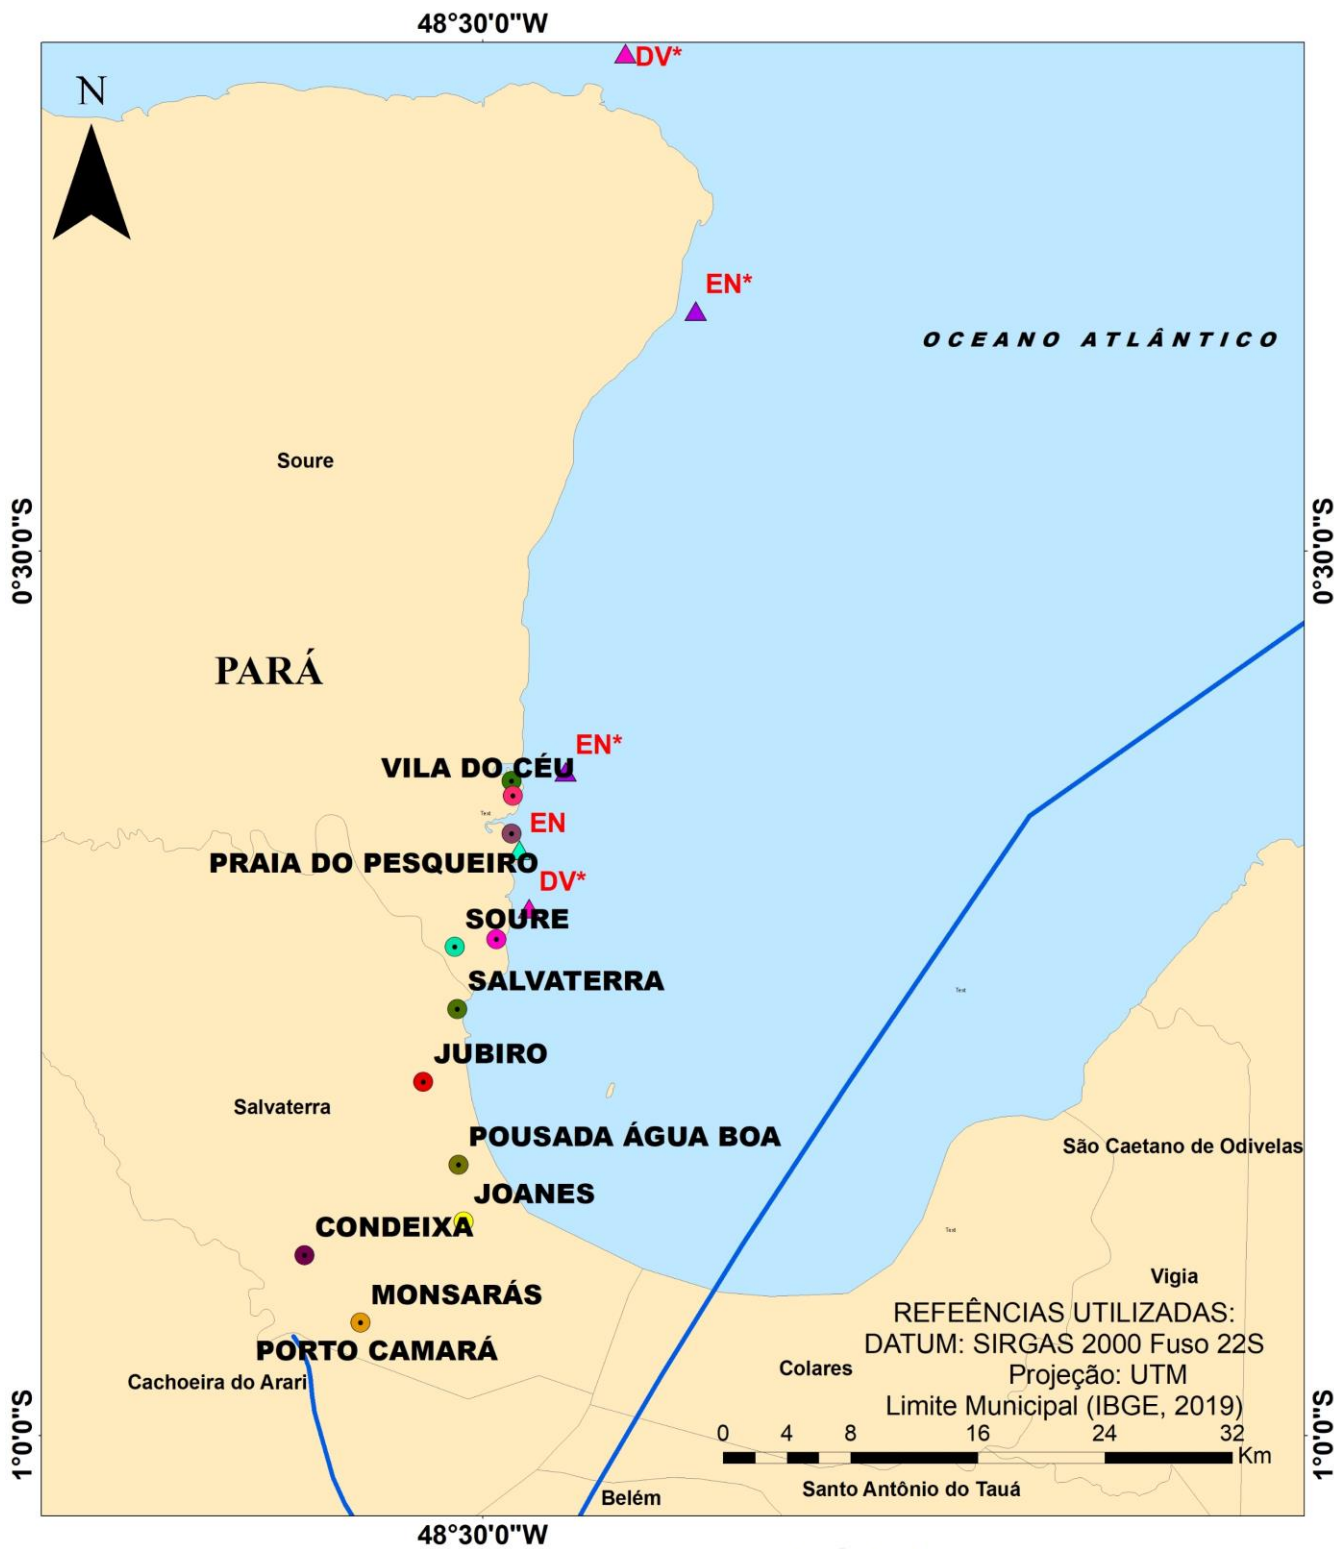 48°30'0"W
DV*
N
EN*
OCEANO ATLÂNTICO
Soure
0°30'0"S
0°30'0"S
PARÁ
EN*
VILA DO CÉU
Text
EN
PRAIA DO PESQUEIRO
DV*
SOURE
SALVATERRA
Text
JUBIRO
Salvaterra
POUSADA ÁGUA BOA
São Caetano de Odivelas
JOANES
CONDEIXA
Text
Vigia
MONSARÁS
REFEÊNCIAS UTILIZADAS:
DATUM: SIRGAS 2000 Fuso 22S
PORTO CAMARÁ
Colares
Projeção: UTM
Cachoeira do Arari
Limite Municipal (IBGE, 2019)
1°0'0"S
1°0'0"S
0 4 8 16 24 32
Km
Santo Antônio do Tauá
Belém
48°30'0"W